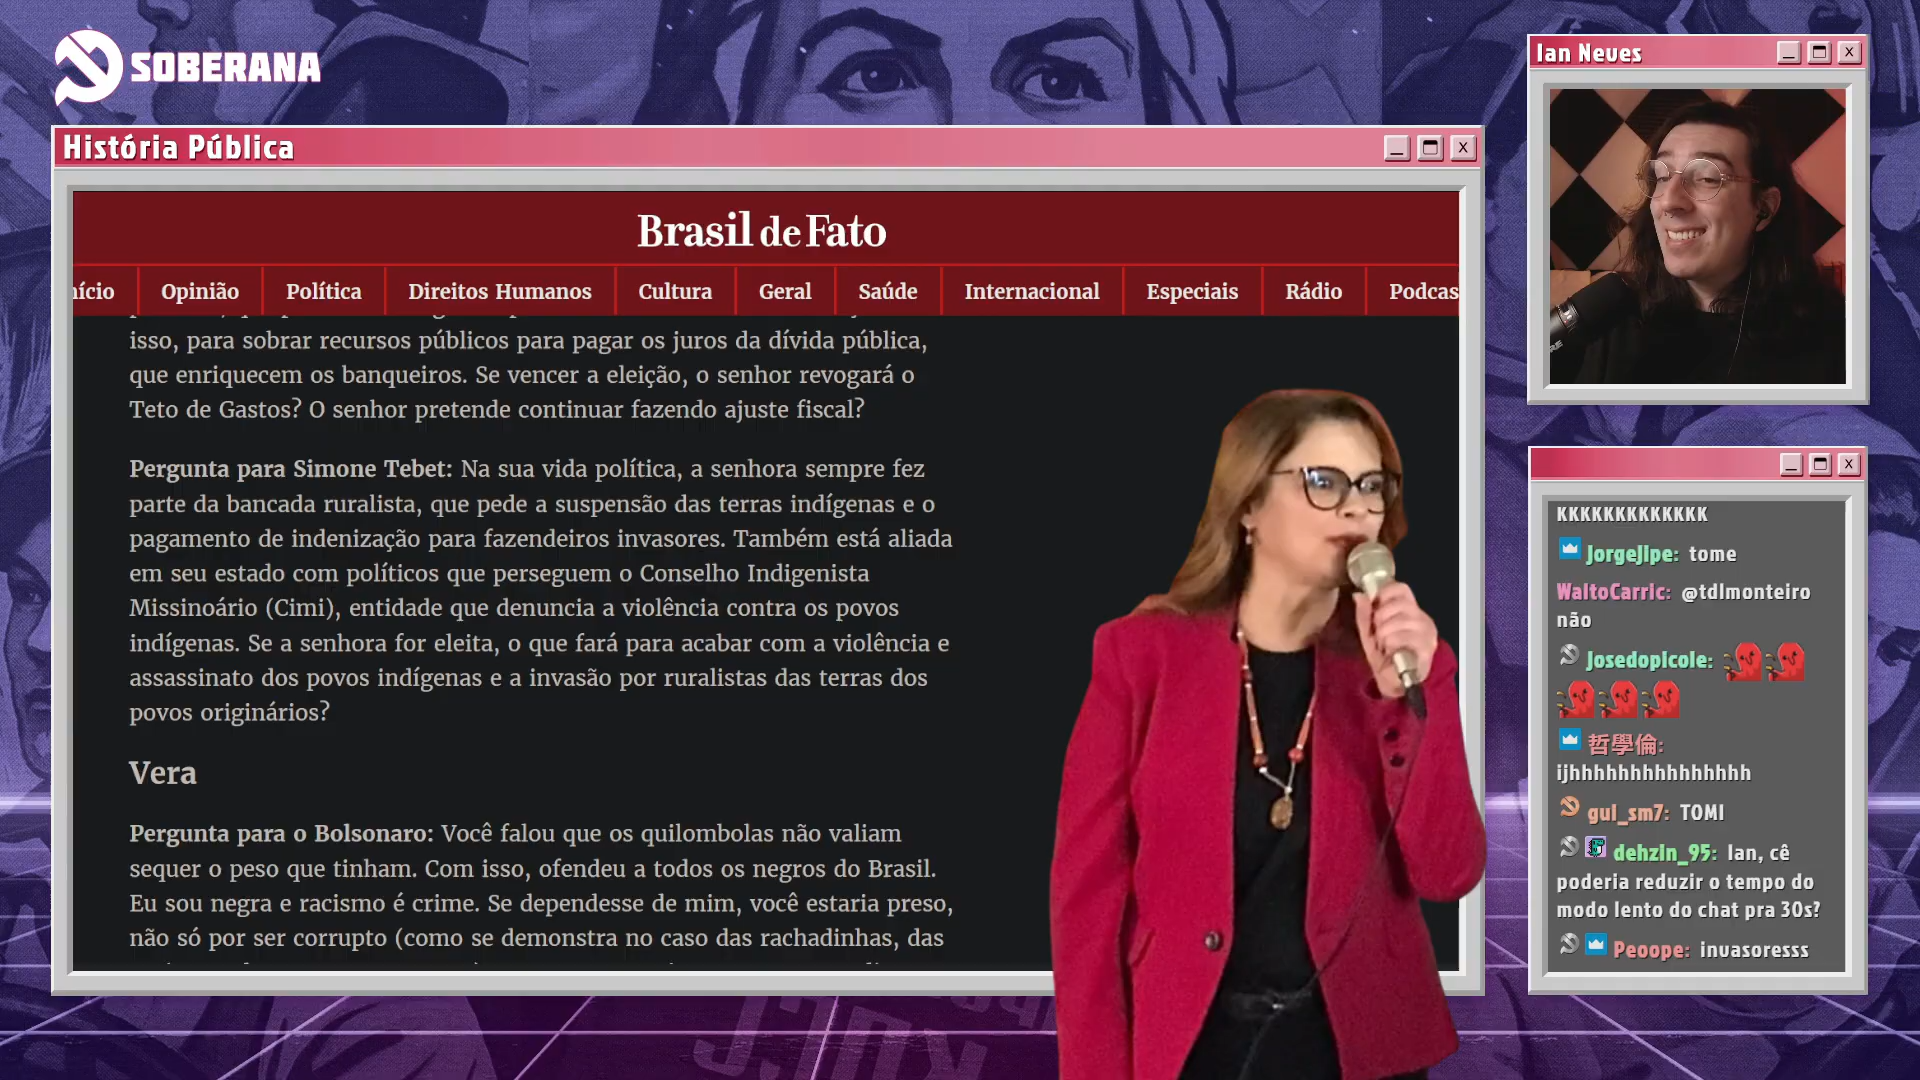 SOBERANA
História Pública
Brasil de Fato
nício
Opinião
Política
Direitos Humanos
Cultura
Geral
Saúde
Internacional
Especiais
Rádio
Podcas
isso, para sobrar recursos públicos para pagar os juros da dívida pública,
que enriquecem os banqueiros. Se vencer a eleição, o senhor revogará o
Teto de Gastos? O senhor pretende continuar fazendo ajuste fiscal?
Pergunta para Simone Tebet: Na sua vida política, a senhora sempre fez
parte da bancada ruralista, que pede a suspensão das terras indígenas e o
pagamento de indenização para fazendeiros invasores. Também está aliada
em seu estado com políticos que perseguem o Conselho Indigenista
Missinoário (Cimi), entidade que denuncia a violência contra os povos
indígenas. Se a senhora for eleita, o que fará para acabar com a violência e
assassinato dos povos indígenas e a invasão por ruralistas das terras dos
povos originários?
Vera
Pergunta para o Bolsonaro: Você falou que os quilombolas não valiam
sequer o peso que tinham. Com isso, ofendeu a todos os negros do Brasil.
Eu sou negra e racismo é crime. Se dependesse de mim, você estaria preso,
não só por ser corrupto (como se demonstra no caso das rachadinhas, das
Ian Neves
KKKKKKKKKKKKK
JorgeJipe: tome
WaltoCarric: @tdlmonteiro
não
Josedopicole:
哲學倫:
ijhhhhhhhhhhhhhhh
gui_sm7: TOMI
dehzin_95: Ian, cê
poderia reduzir o tempo do
modo lento do chat pra 30s?
Peoope: invasoresss